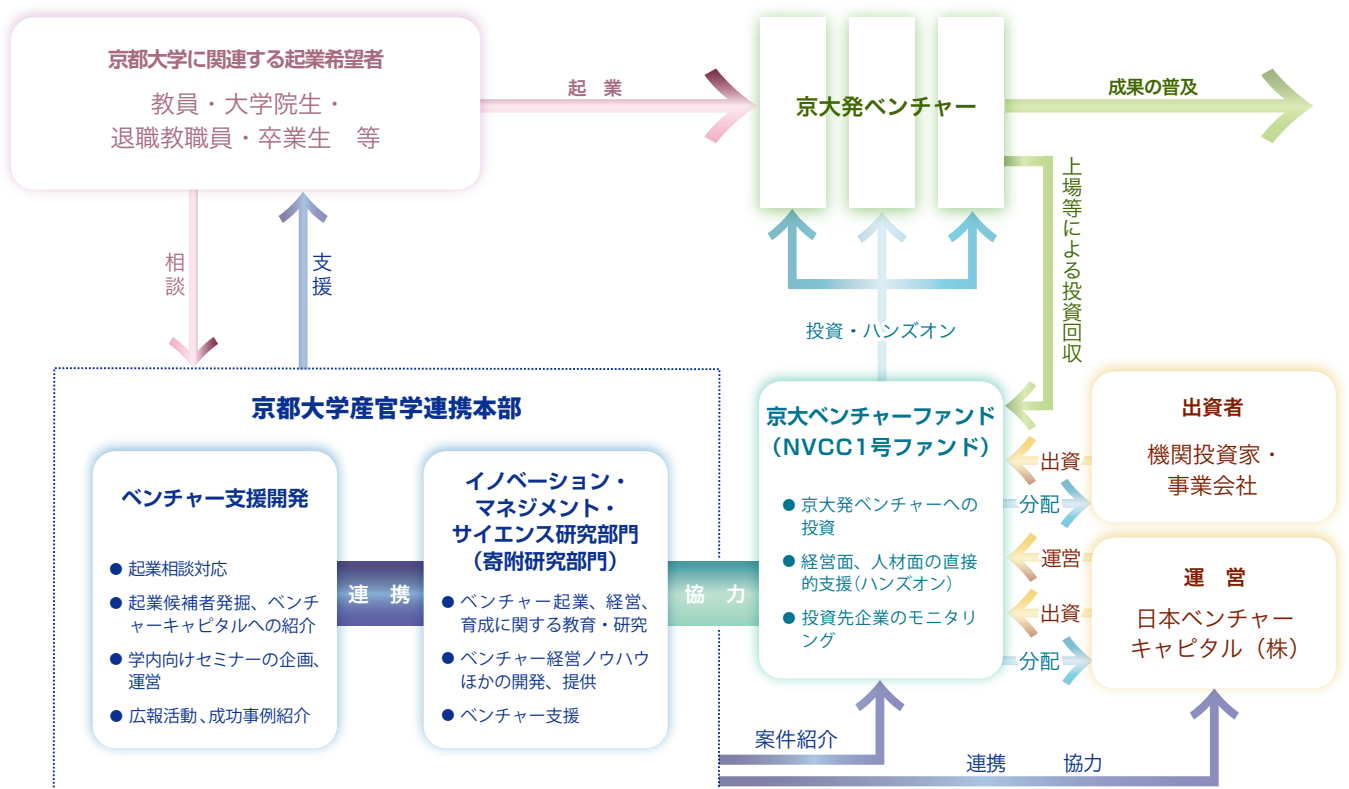 京都大学に関連する起業希望者
教員・大学院生・
退職教職員・卒業生　等
起　業
京大発ベンチャー
成果の普及
相談
支援
上場等による投資回収
投資・ハンズオン
京都大学産官学連携本部
ベンチャー支援開発
● 起業相談対応
● 起業候補者発掘、ベンチ
ャーキャピタルへの紹介
● 学内向けセミナーの企画、
運営
● 広報活動、成功事例紹介
連　携
イノベーション・
マネジメント・
サイエンス研究部門
（寄附研究部門）
● ベンチャー起業、経営、
育成に関する教育・研究
● ベンチャー経営ノウハウ
ほかの開発、提供
● ベンチャー支援
協　力
京大ベンチャーファンド
（NVCC1号ファンド）
● 京大発ベンチャーへの
投資
● 経営面、人材面の直接
的支援(ハンズオン)
● 投資先企業のモニタリ
ング
出資
分配
運営
出資
分配
出資者
機関投資家・
事業会社
運　営
日本ベンチャー
キャピタル（株）
案件紹介
連携　　協力